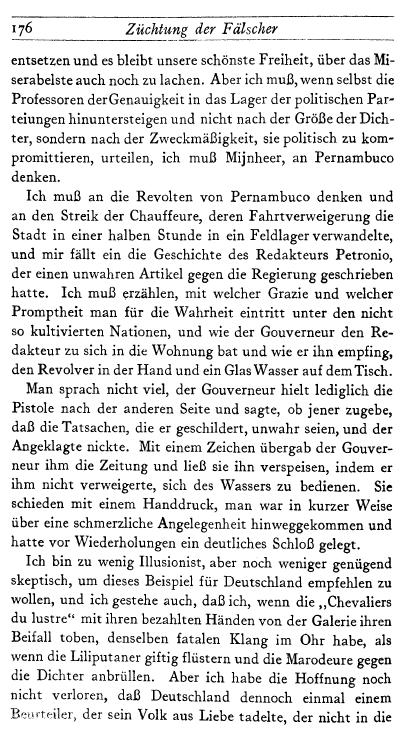 176 Züchtung der Fälscher
entsetzen und es bleibt unsere schönste Freiheit, über das Mi-
serabelste auch noch zu lachen. Aber ich muß, wenn selbst die
Professoren der Genauigkeit in das Lager der politischen Par-
teiungen hinuntersteigen und nicht nach der Größe der Dich-
ter, sondern nach der Zweckmäßigkeit, sie politisch zu kom-
promittieren, urteilen, ich muß Mijnheer, an Pernambuco
denken.
Ich muß an die Revolten von Pernambuco denken und
an den Streik der Chauffeure, deren Fahrtverweigerung die
Stadt in einer halben Stunde in ein Feldlager verwandelte,
und mir fällt ein die Geschichte des Redakteurs Petronio,
der einen unwahren Artikel gegen die Regierung geschrieben
hatte. Ich muß erzählen, mit welcher Grazie und welcher
Promptheit man für die Wahrheit eintritt unter den nicht
so kultivierten Nationen, und wie der Gouverneur den Re-
dakteur zu sich in die Wohnung bat und wie er ihn empfing,
den Revolver in der Hand und ein Glas Wasser auf dem Tisch.
Man sprach nicht viel, der Gouverneur hielt lediglich die
Pistole nach der anderen Seite und sagte, ob jener zugebe,
daß die Tatsachen, die er geschildert, unwahr seien, und der
Angeklagte nickte. Mit einem Zeichen übergab der Gouver-
neur ihm die Zeitung und ließ sie ihn verspeisen, indem er
ihm nicht verweigerte, sich des Wassers zu bedienen. Sie
schieden mit einem Handdruck, man war in kurzer Weise
über eine schmerzliche Angelegenheit hinweggekommen und
hatte vor Wiederholungen ein deutliches Schloß gelegt.
Ich bin zu wenig Illusionist, aber noch weniger genügend
skeptisch, um dieses Beispiel für Deutschland empfehlen zu
wollen, und ich gestehe auch, daß ich, wenn die „Chevaliers
du lustre“ mit ihren bezahlten Händen von der Galerie ihren
Beifall toben, denselben fatalen Klang im Ohr habe, als
wenn die Liliputaner giftig flüstern und die Marodeure gegen
die Dichter anbrüllen. Aber ich habe die Hoffnung noch
nicht verloren, daß Deutschland dennoch einmal einem
Beurteiler, der sein Volk aus Liebe tadelte, der nicht in die